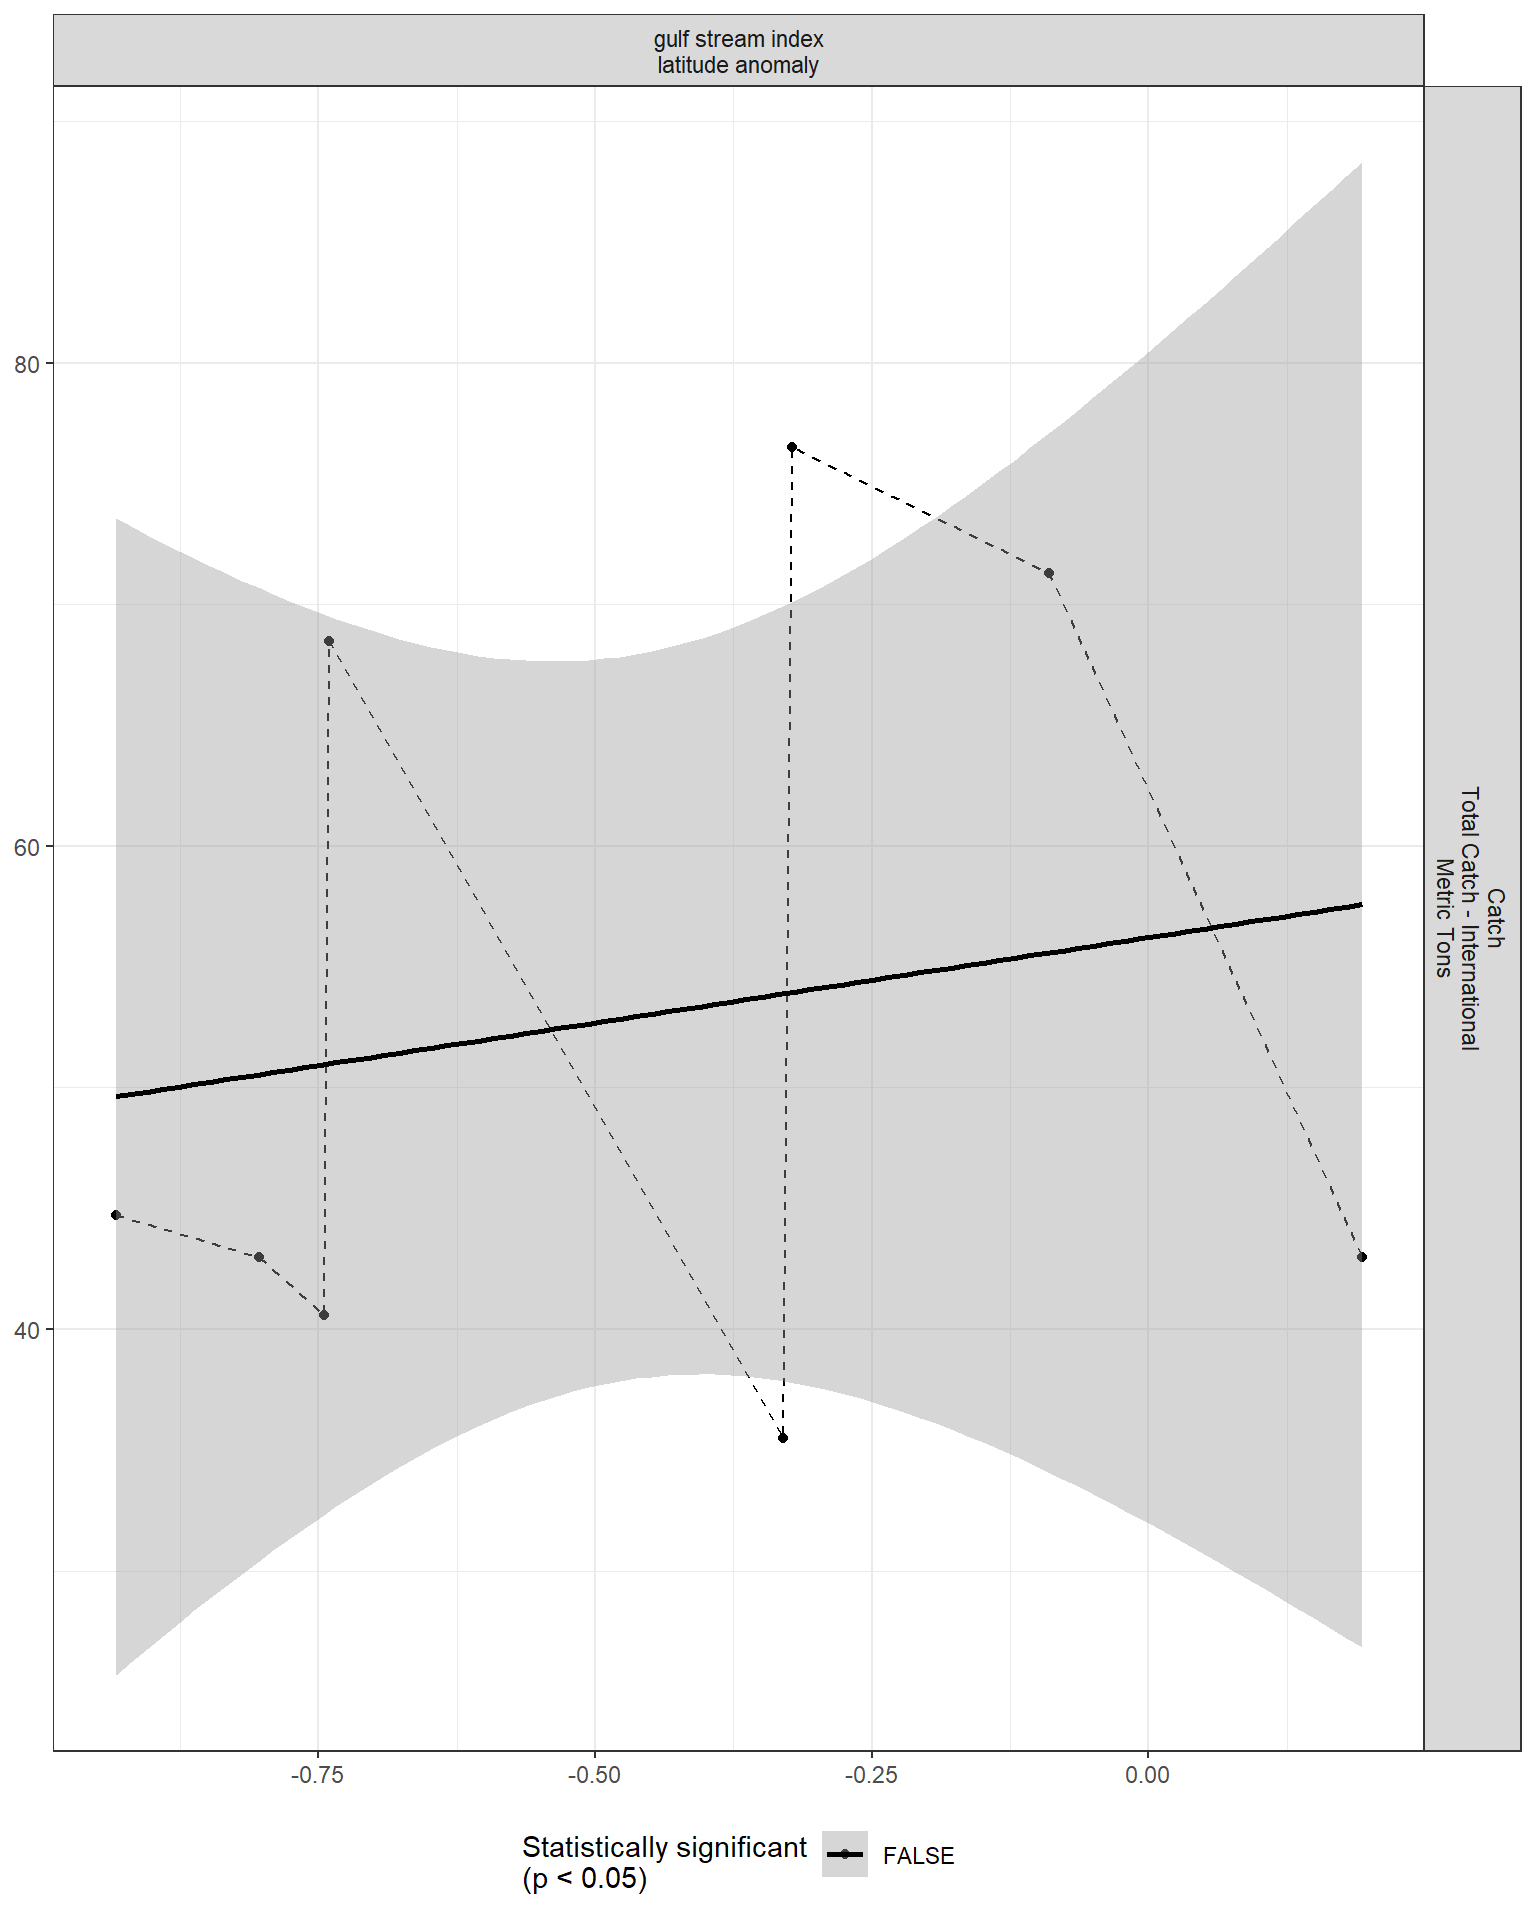 gulf stream index
latitude anomaly
80
60
40
Catch
Total Catch - International
Metric Tons
-0.75
-0.50
-0.25
0.00
Statistically significant
(p < 0.05)
FALSE